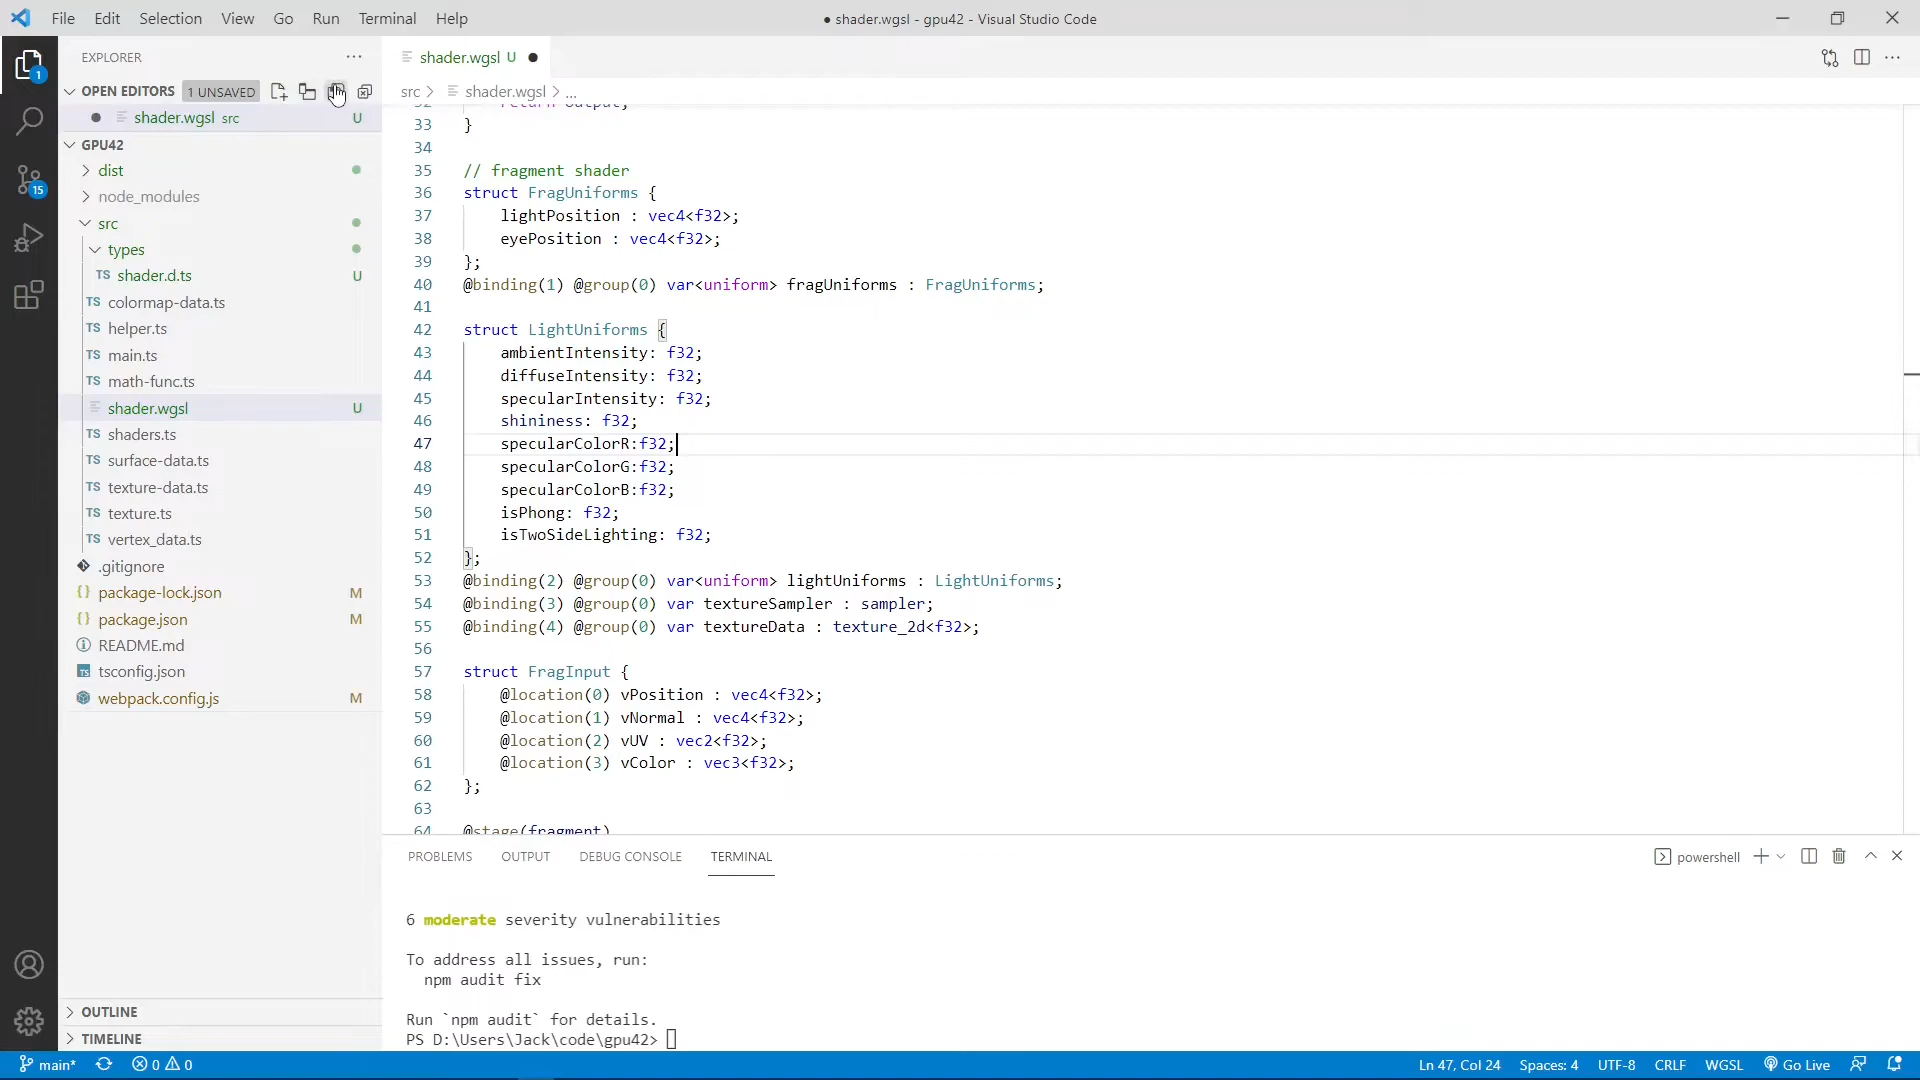 File Edit Selection View Go Run Terminal Help
● shader.wgsl - gpu42 - Visual Studio Code
EXPLORER
OPEN EDITORS 1 UNSAVED
shader.wgsl src U
GPU42
dist
node_modules
src
types
TS shader.d.ts U
TS colormap-data.ts
TS helper.ts
TS main.ts
TS math-func.ts
shader.wgsl U
TS shaders.ts
TS surface-data.ts
TS texture-data.ts
TS texture.ts
TS vertex_data.ts
.gitignore
{} package-lock.json M
{} package.json M
README.md
TS tsconfig.json
webpack.config.js M
OUTLINE
TIMELINE
1
15
shader.wgsl U
src > shader.wgsl > ...
32 return output;
33 }
34
35 // fragment shader
36 struct FragUniforms {
37 lightPosition : vec4<f32>;
38 eyePosition : vec4<f32>;
39 };
40 @binding(1) @group(0) var<uniform> fragUniforms : FragUniforms;
41
42 struct LightUniforms {
43 ambientIntensity: f32;
44 diffuseIntensity: f32;
45 specularIntensity: f32;
46 shininess: f32;
47 specularColorR:f32;
48 specularColorG:f32;
49 specularColorB:f32;
50 isPhong: f32;
51 isTwoSideLighting: f32;
52 };
53 @binding(2) @group(0) var<uniform> lightUniforms : LightUniforms;
54 @binding(3) @group(0) var textureSampler : sampler;
55 @binding(4) @group(0) var textureData : texture_2d<f32>;
56
57 struct FragInput {
58 @location(0) vPosition : vec4<f32>;
59 @location(1) vNormal : vec4<f32>;
60 @location(2) vUV : vec2<f32>;
61 @location(3) vColor : vec3<f32>;
62 };
63
64 @stage(fragment)
PROBLEMS OUTPUT DEBUG CONSOLE TERMINAL
powershell
6 moderate severity vulnerabilities
To address all issues, run:
npm audit fix
Run `npm audit` for details.
PS D:\Users\Jack\code\gpu42>
main* 0 0
Ln 47, Col 24 Spaces: 4 UTF-8 CRLF WGSL Go Live